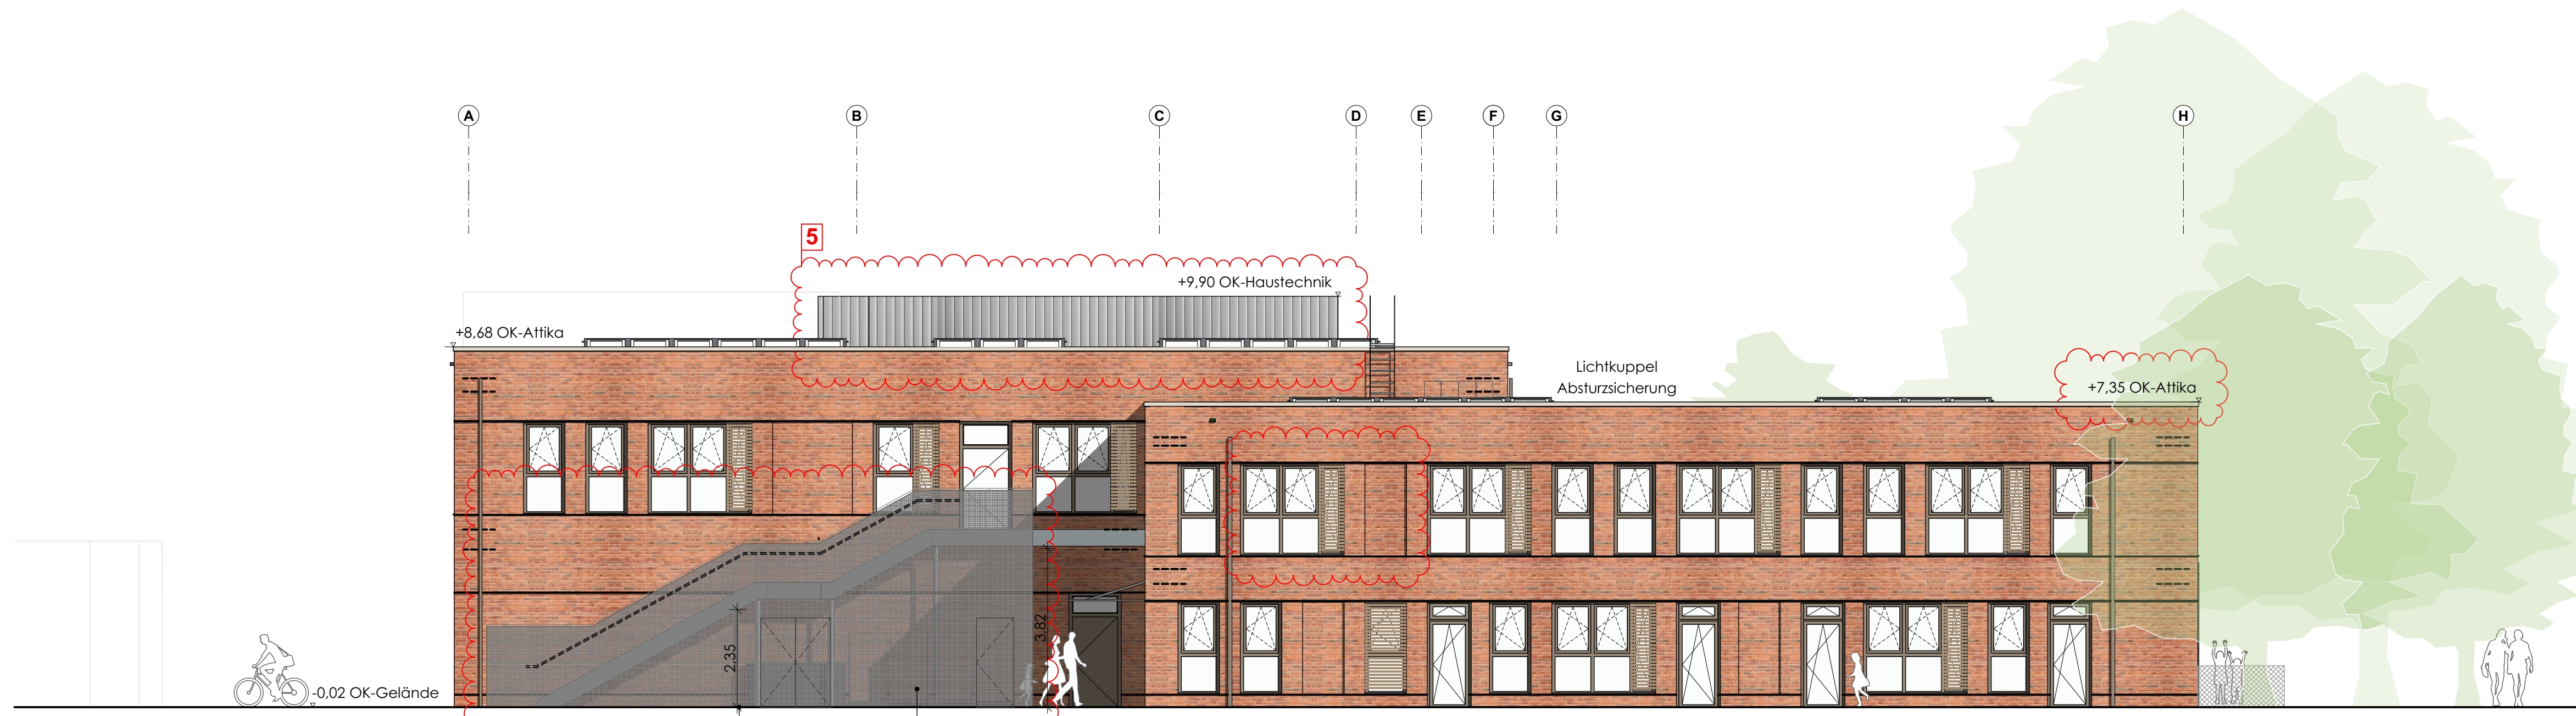 A B C D E F G H
5
+9,90 OK-Haustechnik
+8,68 OK-Attika
Lichtkuppel
Absturzsicherung
+7,35 OK-Attika
2,35
3,82
-0,02 OK-Gelände